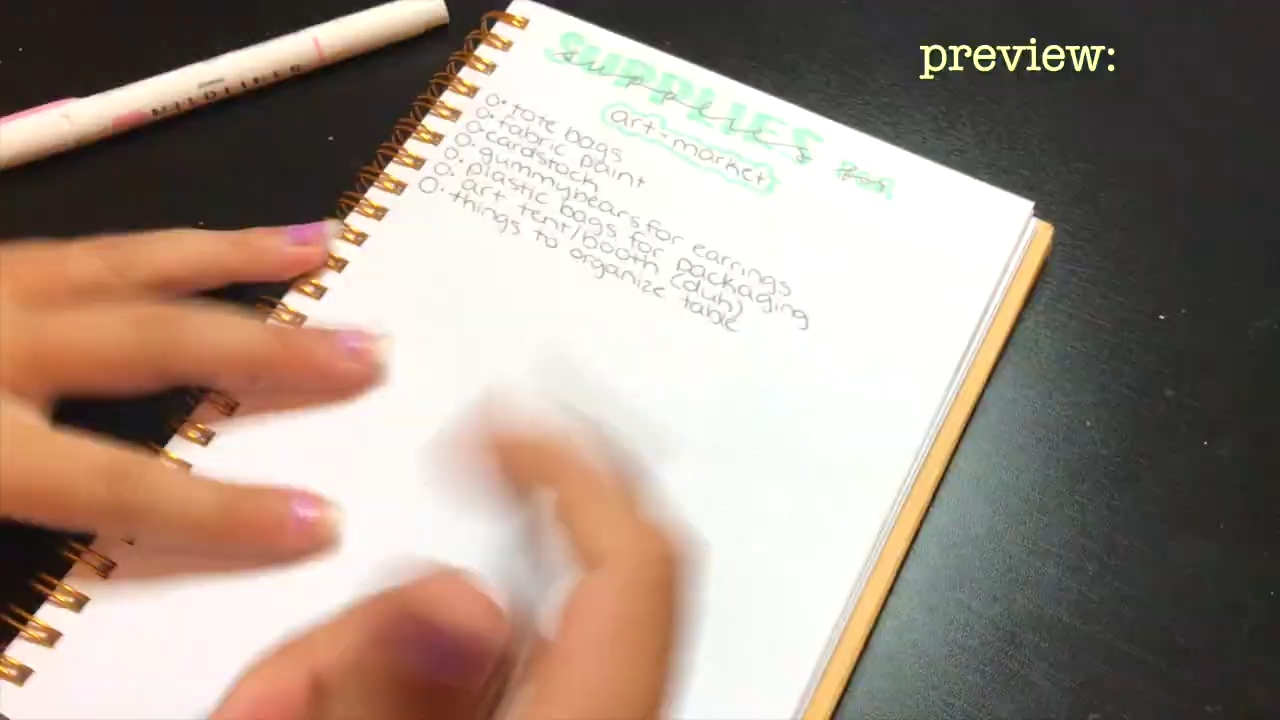 preview:
SUPPLIES for
supplies
art market
tote bags
fabric paint
cardstock
gummybears for earrings
plastic bags for packaging
art tent/booth (duh)
things to organize table
MILDLINER